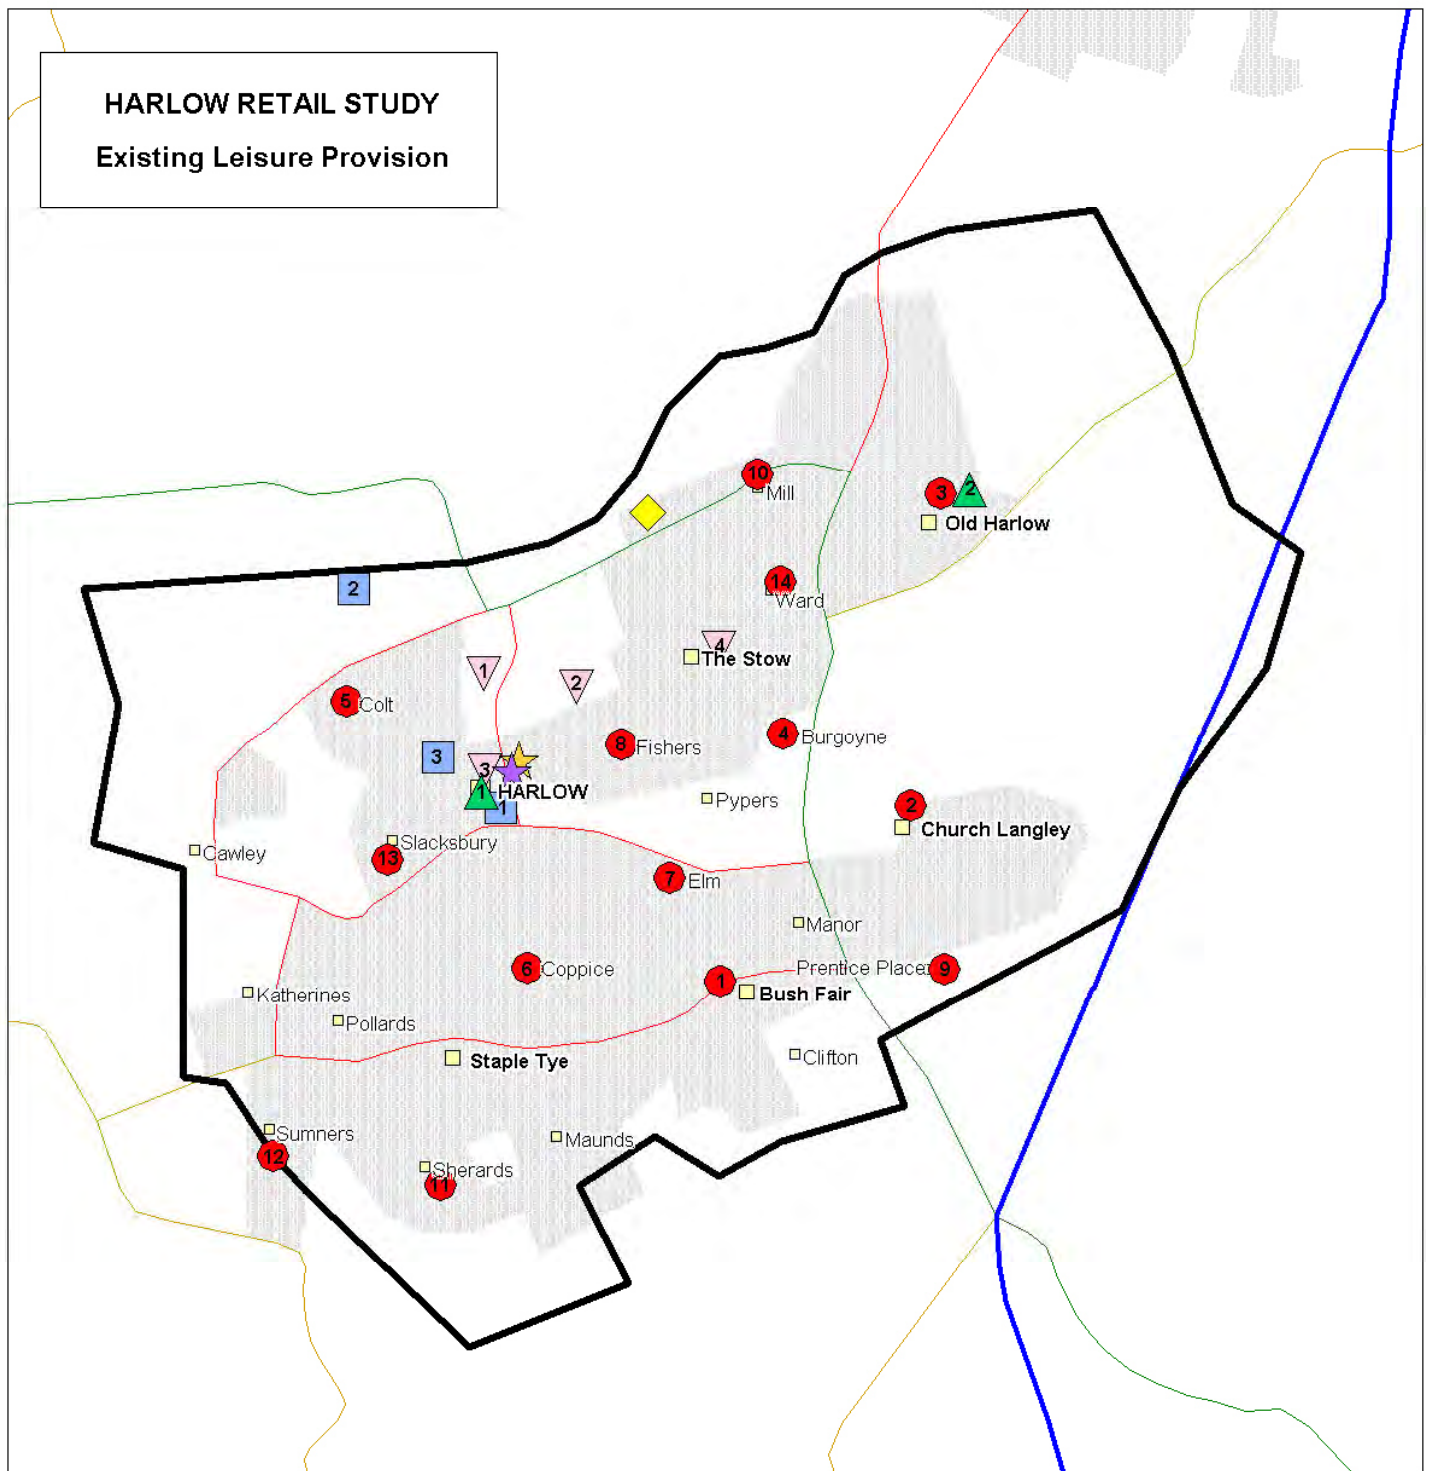 HARLOW RETAIL STUDY
Existing Leisure Provision
10
Mill
3
2
Old Harlow
2
14
Ward
4
The Stow
1
2
5
Colt
8
Fishers
4
Burgoyne
3
3
1
HARLOW
1
Pypers
2
Church Langley
Slacksbury
13
Cawley
7
Elm
Manor
6
Coppice
1
Prentice Place
9
Bush Fair
Katherines
Pollards
Staple Tye
Clifton
Sumners
12
Maunds
Sherards
11